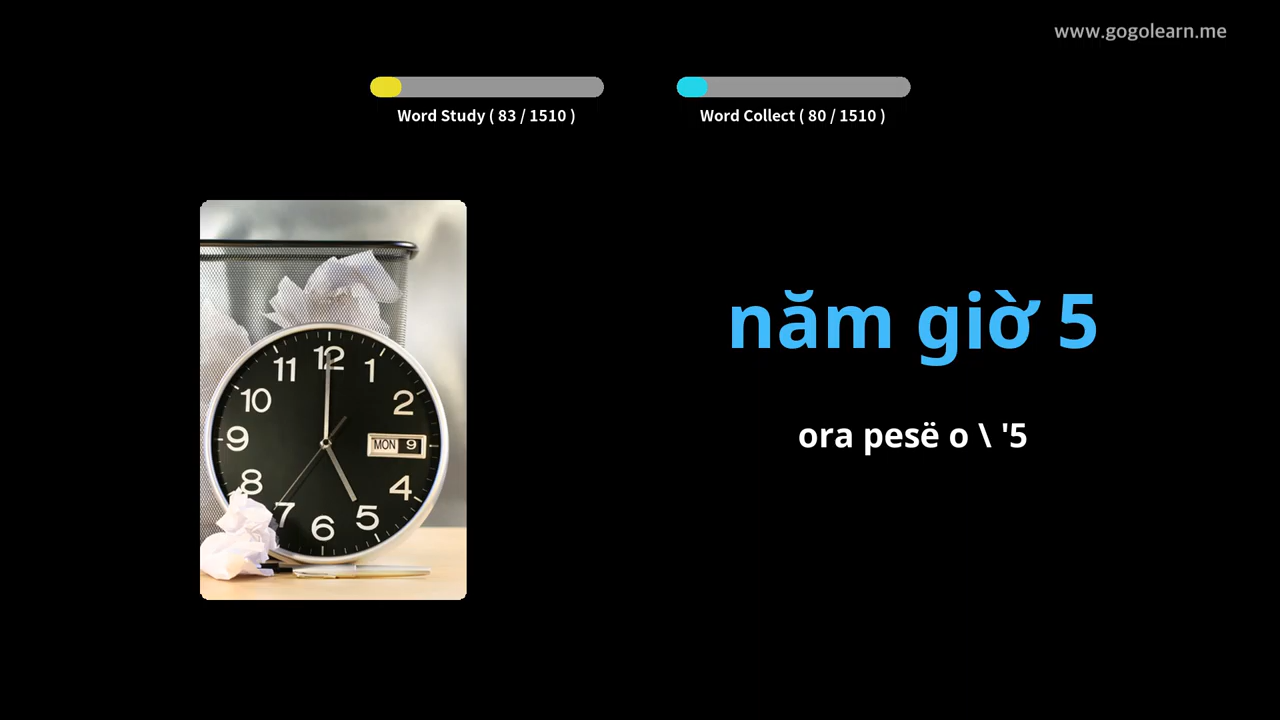 www.gogolearn.me
Word Study ( 83 / 1510 )
Word Collect ( 80 / 1510 )
12
11 1
10 2
9 MON 9
8 4
7 5
6
năm giờ 5
ora pesë o \ '5